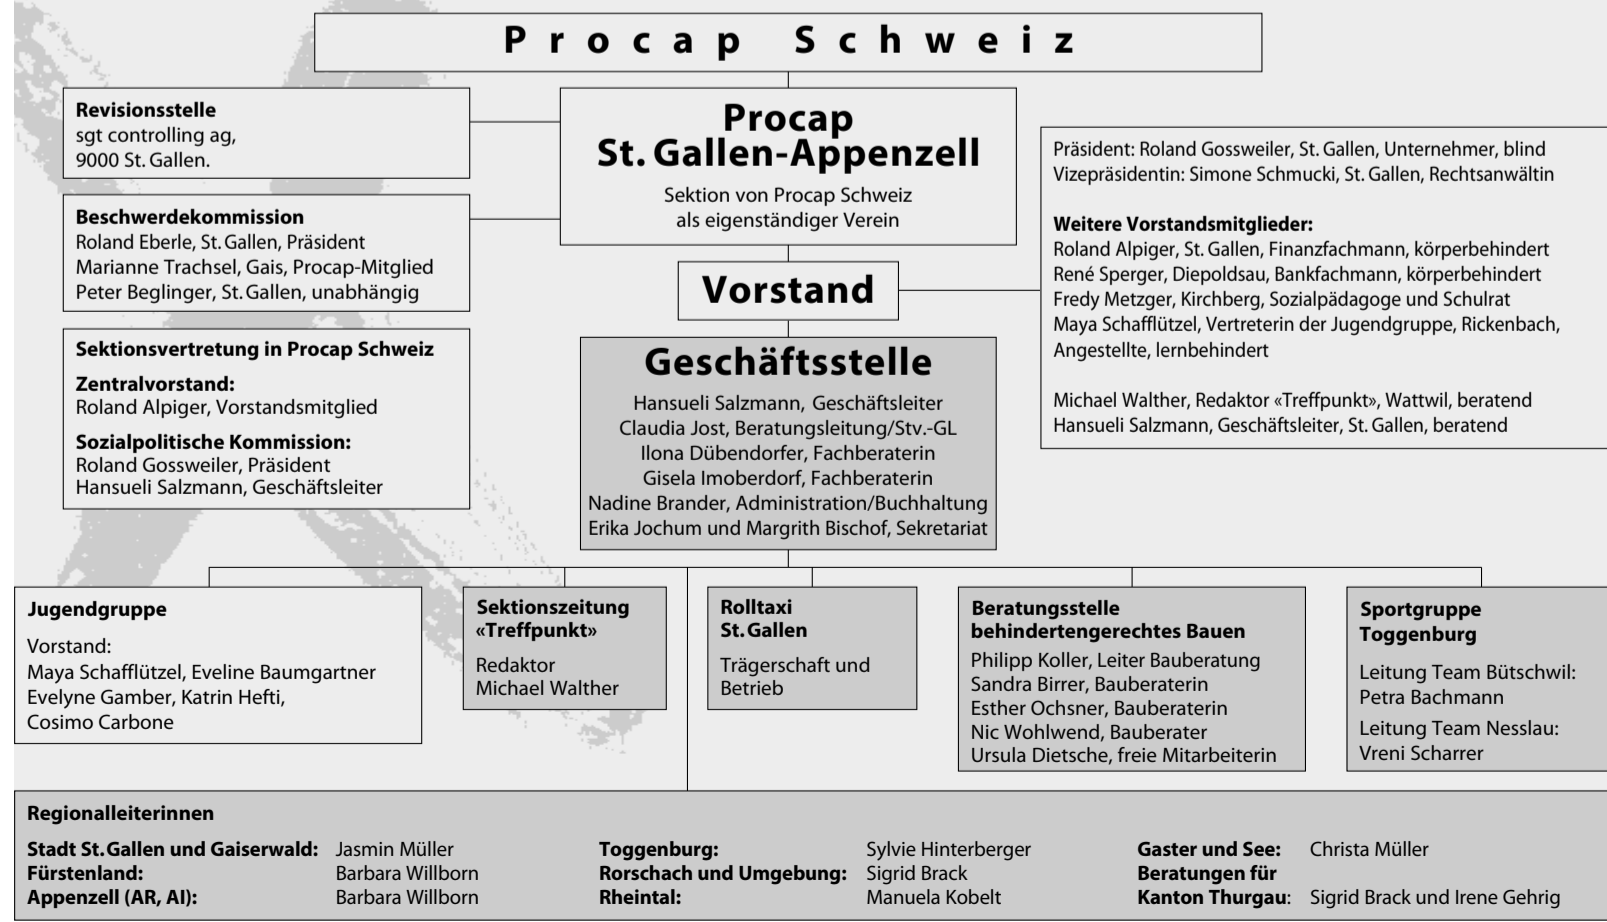 Procap Schweiz
Revisionsstelle
sgt controlling ag,
9000 St. Gallen.
Beschwerdekommission
Roland Eberle, St. Gallen, Präsident
Marianne Trachsel, Gais, Procap-Mitglied
Peter Beglinger, St. Gallen, unabhängig
Sektionsvertretung in Procap Schweiz
Zentralvorstand:
Roland Alpiger, Vorstandsmitglied
Sozialpolitische Kommission:
Roland Gossweiler, Präsident
Hansueli Salzmann, Geschäftsleiter
Procap
St. Gallen-Appenzell
Sektion von Procap Schweiz
als eigenständiger Verein
Vorstand
Präsident: Roland Gossweiler, St. Gallen, Unternehmer, blind
Vizepräsidentin: Simone Schmucki, St. Gallen, Rechtsanwältin
Weitere Vorstandsmitglieder:
Roland Alpiger, St. Gallen, Finanzfachmann, körperbehindert
René Sperger, Diepoldsau, Bankfachmann, körperbehindert
Fredy Metzger, Kirchberg, Sozialpädagoge und Schulrat
Maya Schafflützel, Vertreterin der Jugendgruppe, Rickenbach,
Angestellte, lernbehindert
Michael Walther, Redaktor «Treffpunkt», Wattwil, beratend
Hansueli Salzmann, Geschäftsleiter, St. Gallen, beratend
Geschäftsstelle
Hansueli Salzmann, Geschäftsleiter
Claudia Jost, Beratungsleitung/Stv.-GL
Ilona Dübendorfer, Fachberaterin
Gisela Imoberdorf, Fachberaterin
Nadine Brander, Administration/Buchhaltung
Erika Jochum und Margrith Bischof, Sekretariat
Jugendgruppe
Vorstand:
Maya Schafflützel, Eveline Baumgartner
Evelyne Gamber, Katrin Hefti,
Cosimo Carbone
Sektionszeitung
«Treffpunkt»
Redaktor
Michael Walther
Rolltaxi
St. Gallen
Trägerschaft und
Betrieb
Beratungsstelle
behindertengerechtes Bauen
Philipp Koller, Leiter Bauberatung
Sandra Birrer, Bauberaterin
Esther Ochsner, Bauberaterin
Nic Wohlwend, Bauberater
Ursula Dietsche, freie Mitarbeiterin
Sportgruppe
Toggenburg
Leitung Team Bütschwil:
Petra Bachmann
Leitung Team Nesslau:
Vreni Scharrer
Regionalleiterinnen
Stadt St. Gallen und Gaiserwald: Jasmin Müller
Fürstenland: Barbara Willborn
Appenzell (AR, AI): Barbara Willborn
Toggenburg: Sylvie Hinterberger
Rorschach und Umgebung: Sigrid Brack
Rheintal: Manuela Kobelt
Gaster und See: Christa Müller
Beratungen für
Kanton Thurgau: Sigrid Brack und Irene Gehrig